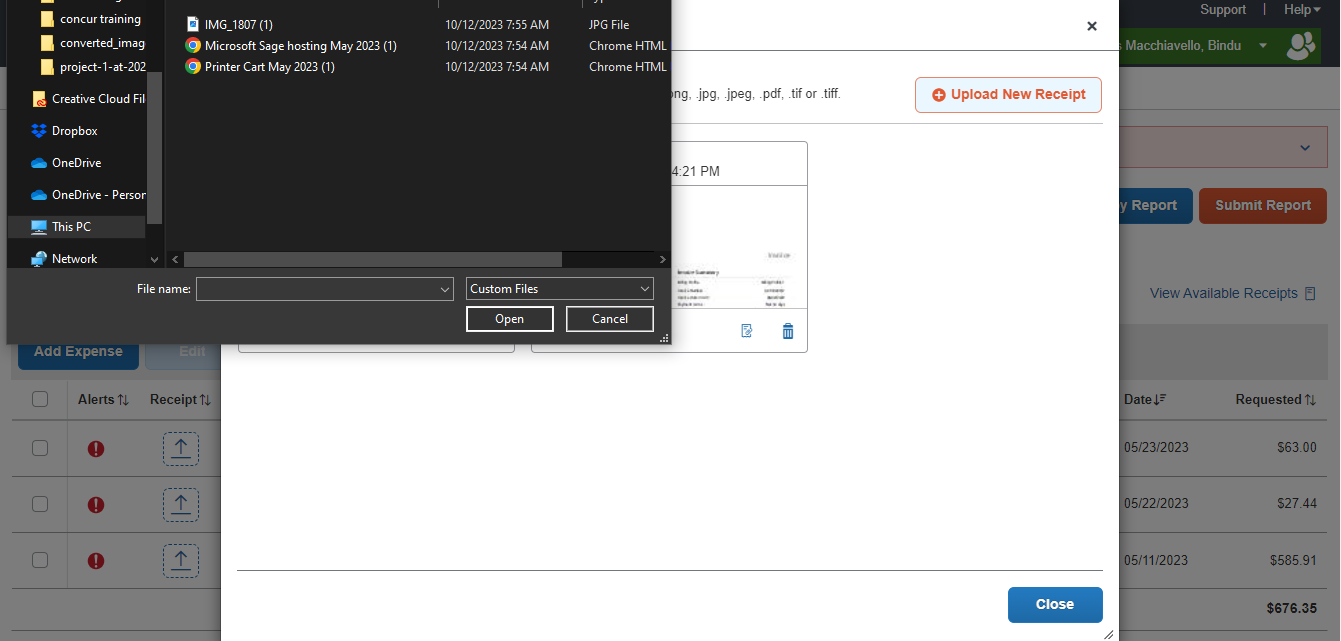 concur training
converted_imag
project-1-at-202
Creative Cloud Fil
Dropbox
OneDrive
OneDrive - Person
This PC
Network
IMG_1807 (1) 10/12/2023 7:55 AM JPG File
Microsoft Sage hosting May 2023 (1) 10/12/2023 7:54 AM Chrome HTML
Printer Cart May 2023 (1) 10/12/2023 7:54 AM Chrome HTML
File name:
Custom Files
Open Cancel
Support | Help
Macchiavello, Bindu
.jpg, .jpeg, .pdf, .tif or .tiff.
Upload New Receipt
4:21 PM
Report Submit Report
View Available Receipts
Add Expense Edit
Alerts Receipt Date Requested
05/23/2023 $63.00
05/22/2023 $27.44
05/11/2023 $585.91
$676.35
Close